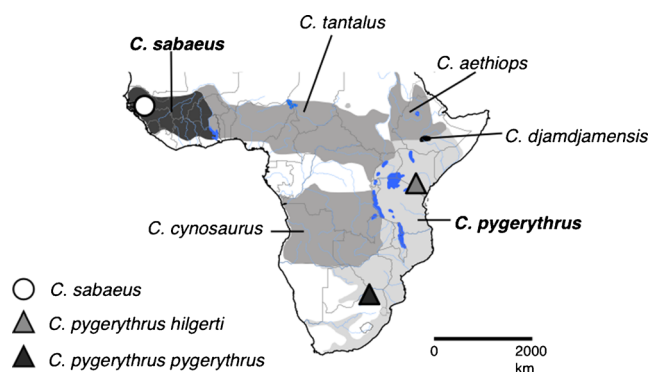 C. tantalus
C. sabaeus
C. aethiops
C. djamdjamensis
C. cynosaurus
C. pygerythrus
C. sabaeus
C. pygerythrus hilgerti
C. pygerythrus pygerythrus
0 2000
km